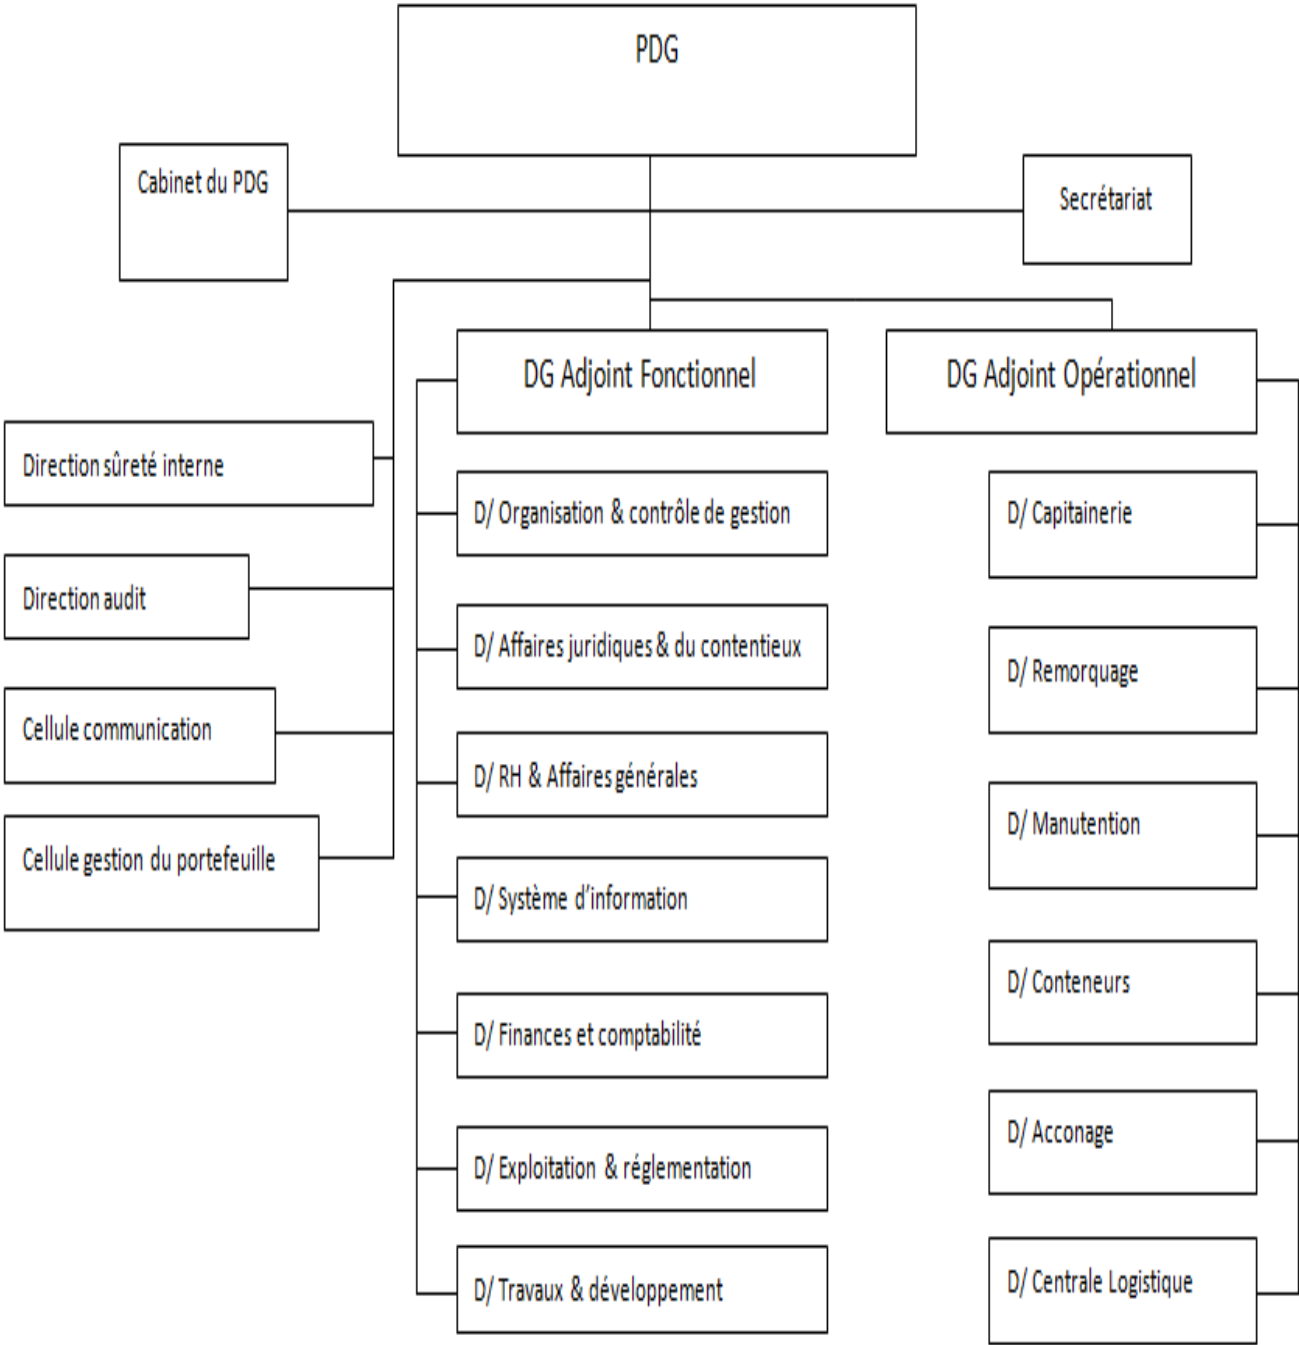 PDG
Cabinet du PDG
Secrétariat
DG Adjoint Fonctionnel
DG Adjoint Opérationnel
Direction sûreté interne
Direction audit
Cellule communication
Cellule gestion du portefeuille
D/ Organisation & contrôle de gestion
D/ Affaires juridiques & du contentieux
D/ RH & Affaires générales
D/ Système d’information
D/ Finances et comptabilité
D/ Exploitation & réglementation
D/ Travaux & développement
D/ Capitainerie
D/ Remorquage
D/ Manutention
D/ Conteneurs
D/ Acconage
D/ Centrale Logistique